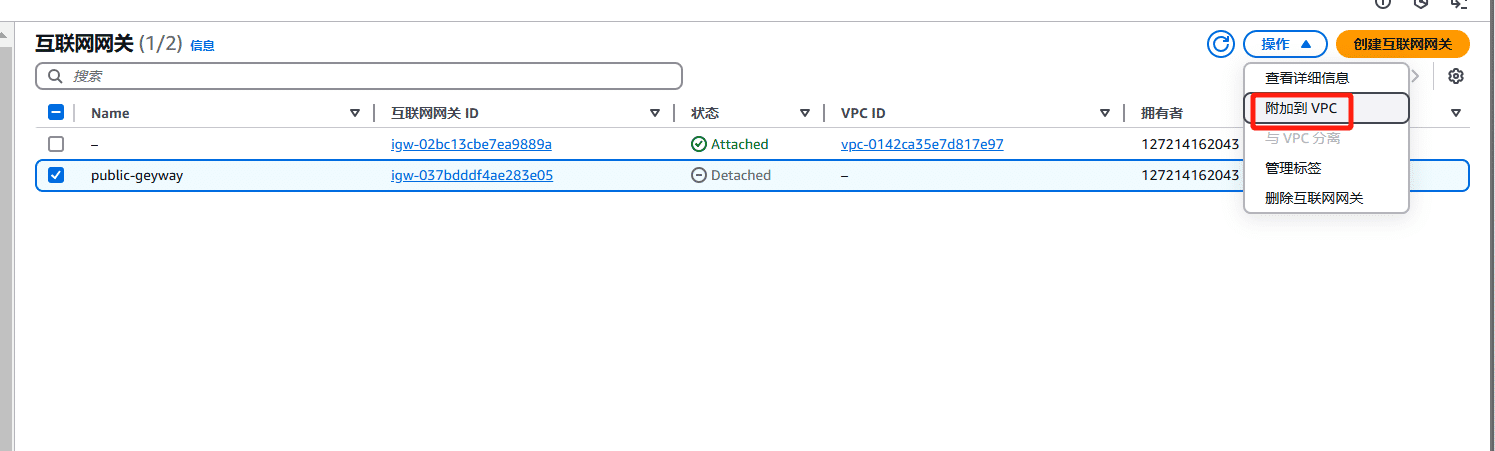 互联网网关 (1/2) 信息
操作 创建互联网网关
搜索
查看详细信息
附加到 VPC
与 VPC 分离
管理标签
删除互联网网关
Name 互联网网关 ID 状态 VPC ID 拥有者
– igw-02bc13cbe7ea9889a Attached vpc-0142ca35e7d817e97 127214162043
public-geyway igw-037bdddf4ae283e05 Detached – 127214162043